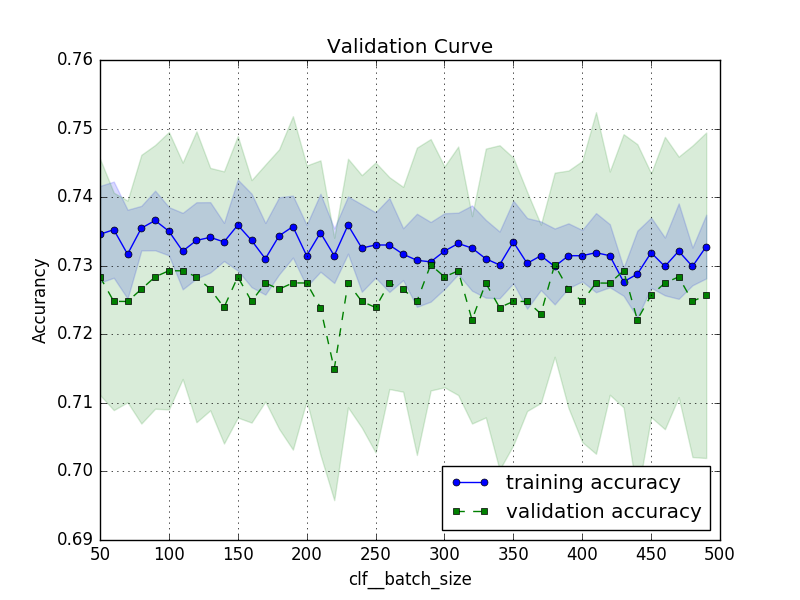 Validation Curve
0.76
0.75
0.74
0.73
0.72
0.71
0.70
0.69
Accurancy
50 100 150 200 250 300 350 400 450 500
clf__batch_size
training accuracy
validation accuracy